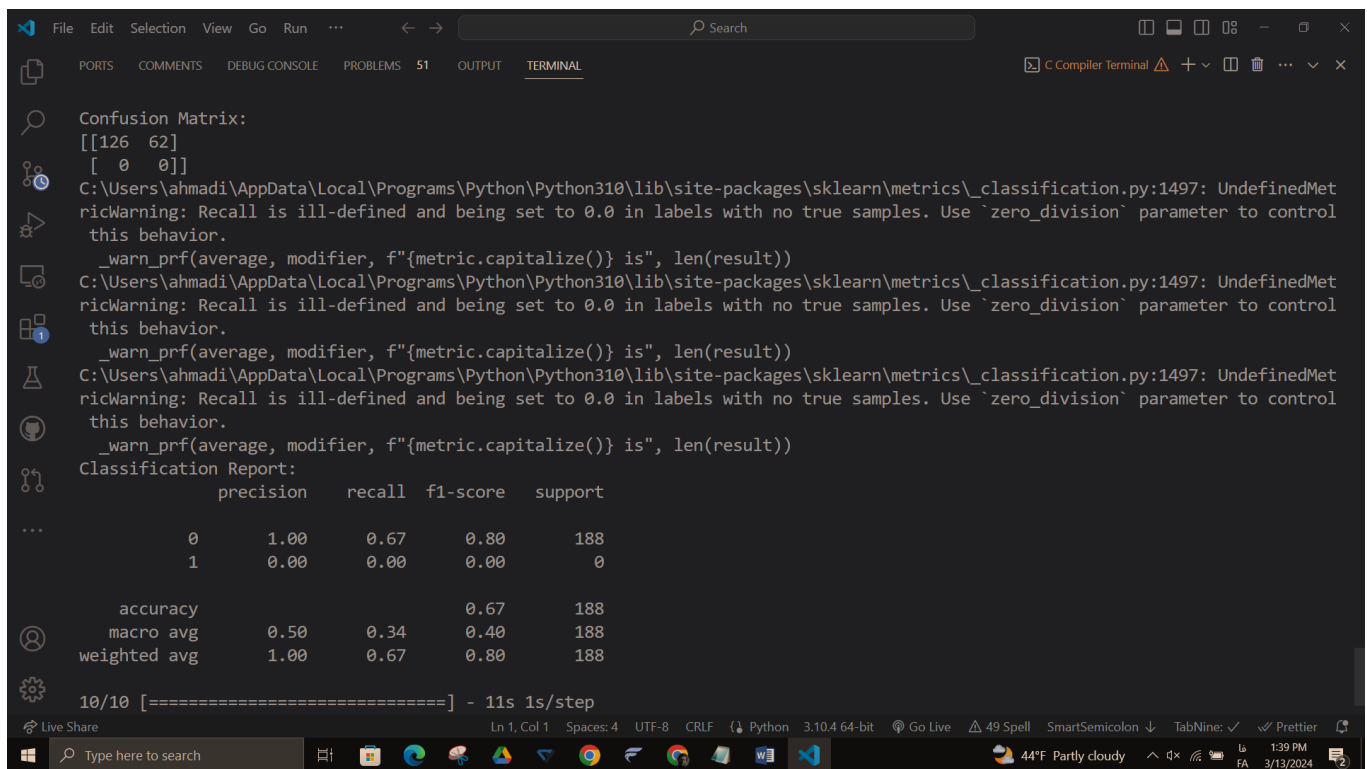 File Edit Selection View Go Run ··· Search
PORTS COMMENTS DEBUG CONSOLE PROBLEMS 51 OUTPUT TERMINAL C Compiler Terminal
Confusion Matrix:
[[126  62]
 [  0   0]]
C:\Users\ahmadi\AppData\Local\Programs\Python\Python310\lib\site-packages\sklearn\metrics\_classification.py:1497: UndefinedMet
ricWarning: Recall is ill-defined and being set to 0.0 in labels with no true samples. Use `zero_division` parameter to control
 this behavior.
  _warn_prf(average, modifier, f"{metric.capitalize()} is", len(result))
C:\Users\ahmadi\AppData\Local\Programs\Python\Python310\lib\site-packages\sklearn\metrics\_classification.py:1497: UndefinedMet
ricWarning: Recall is ill-defined and being set to 0.0 in labels with no true samples. Use `zero_division` parameter to control
 this behavior.
  _warn_prf(average, modifier, f"{metric.capitalize()} is", len(result))
C:\Users\ahmadi\AppData\Local\Programs\Python\Python310\lib\site-packages\sklearn\metrics\_classification.py:1497: UndefinedMet
ricWarning: Recall is ill-defined and being set to 0.0 in labels with no true samples. Use `zero_division` parameter to control
 this behavior.
  _warn_prf(average, modifier, f"{metric.capitalize()} is", len(result))
Classification Report:
              precision    recall  f1-score   support
           0       1.00      0.67      0.80       188
           1       0.00      0.00      0.00         0
    accuracy                           0.67       188
   macro avg       0.50      0.34      0.40       188
weighted avg       1.00      0.67      0.80       188
10/10 [==============================] - 11s 1s/step
1
Live Share Ln 1, Col 1 Spaces: 4 UTF-8 CRLF Python 3.10.4 64-bit Go Live 49 Spell SmartSemicolon ↓ TabNine: ✓ Prettier
Type here to search 44°F Partly cloudy فا FA 1:39 PM 3/13/2024 2